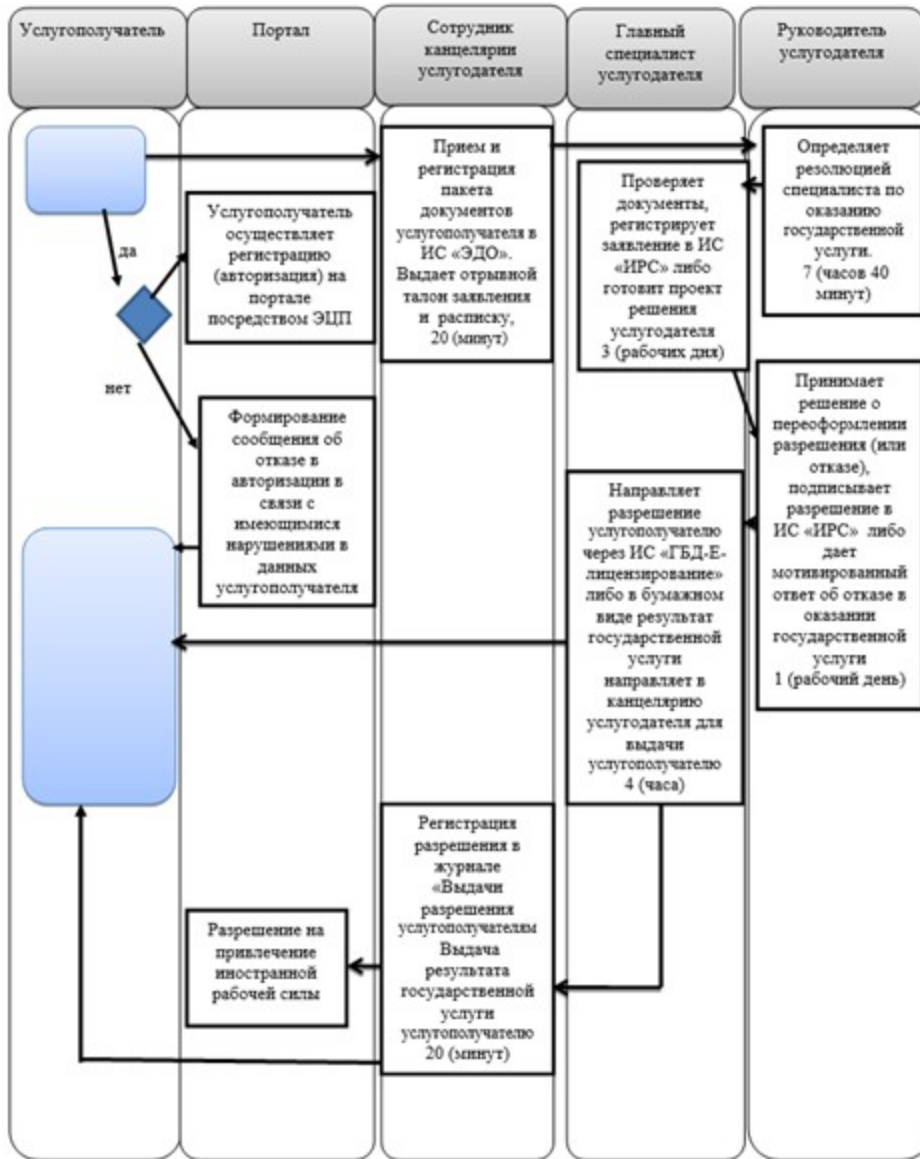 Услугополучатель
Портал
Сотрудник
канцелярии
услугодателя
Главный
специалист
услугодателя
Руководитель
услугодателя
да
нет
Услугополучатель
осуществляет
регистрацию
(авторизация) на
портале
посредством ЭЦП
Формирование
сообщения об
отказе в
авторизации в
связи с
имеющимися
нарушениями в
данных
услугополучателя
Прием и
регистрация
пакета
документов
услугополучателя в
ИС «ЭДО».
Выдает отрывной
талон заявления
и расписку,
20 (минут)
Проверяет
документы,
регистрирует
заявление в ИС
«ИРС» либо
готовит проект
решения
услугодателя
3 (рабочих дня)
Определяет
резолюцией
специалиста по
оказанию
государственной
услуги.
7 (часов 40
минут)
Принимает
решение о
переоформлении
разрешения (или
отказе),
подписывает
разрешение в
ИС «ИРС» либо
дает
мотивированный
ответ об отказе в
оказании
государственной
услуги
1 (рабочий день)
Направляет
разрешение
услугополучателю
через ИС «ГБД-Е-
лицензирование»
либо в бумажном
виде результат
государственной
услуги
направляет в
канцелярию
услугодателя для
выдачи
услугополучателю
4 (часа)
Регистрация
разрешения в
журнале
«Выдачи
разрешения
услугополучателям
Выдача
результата
государственной
услуги
услугополучателю
20 (минут)
Разрешение на
привлечение
иностранной
рабочей силы